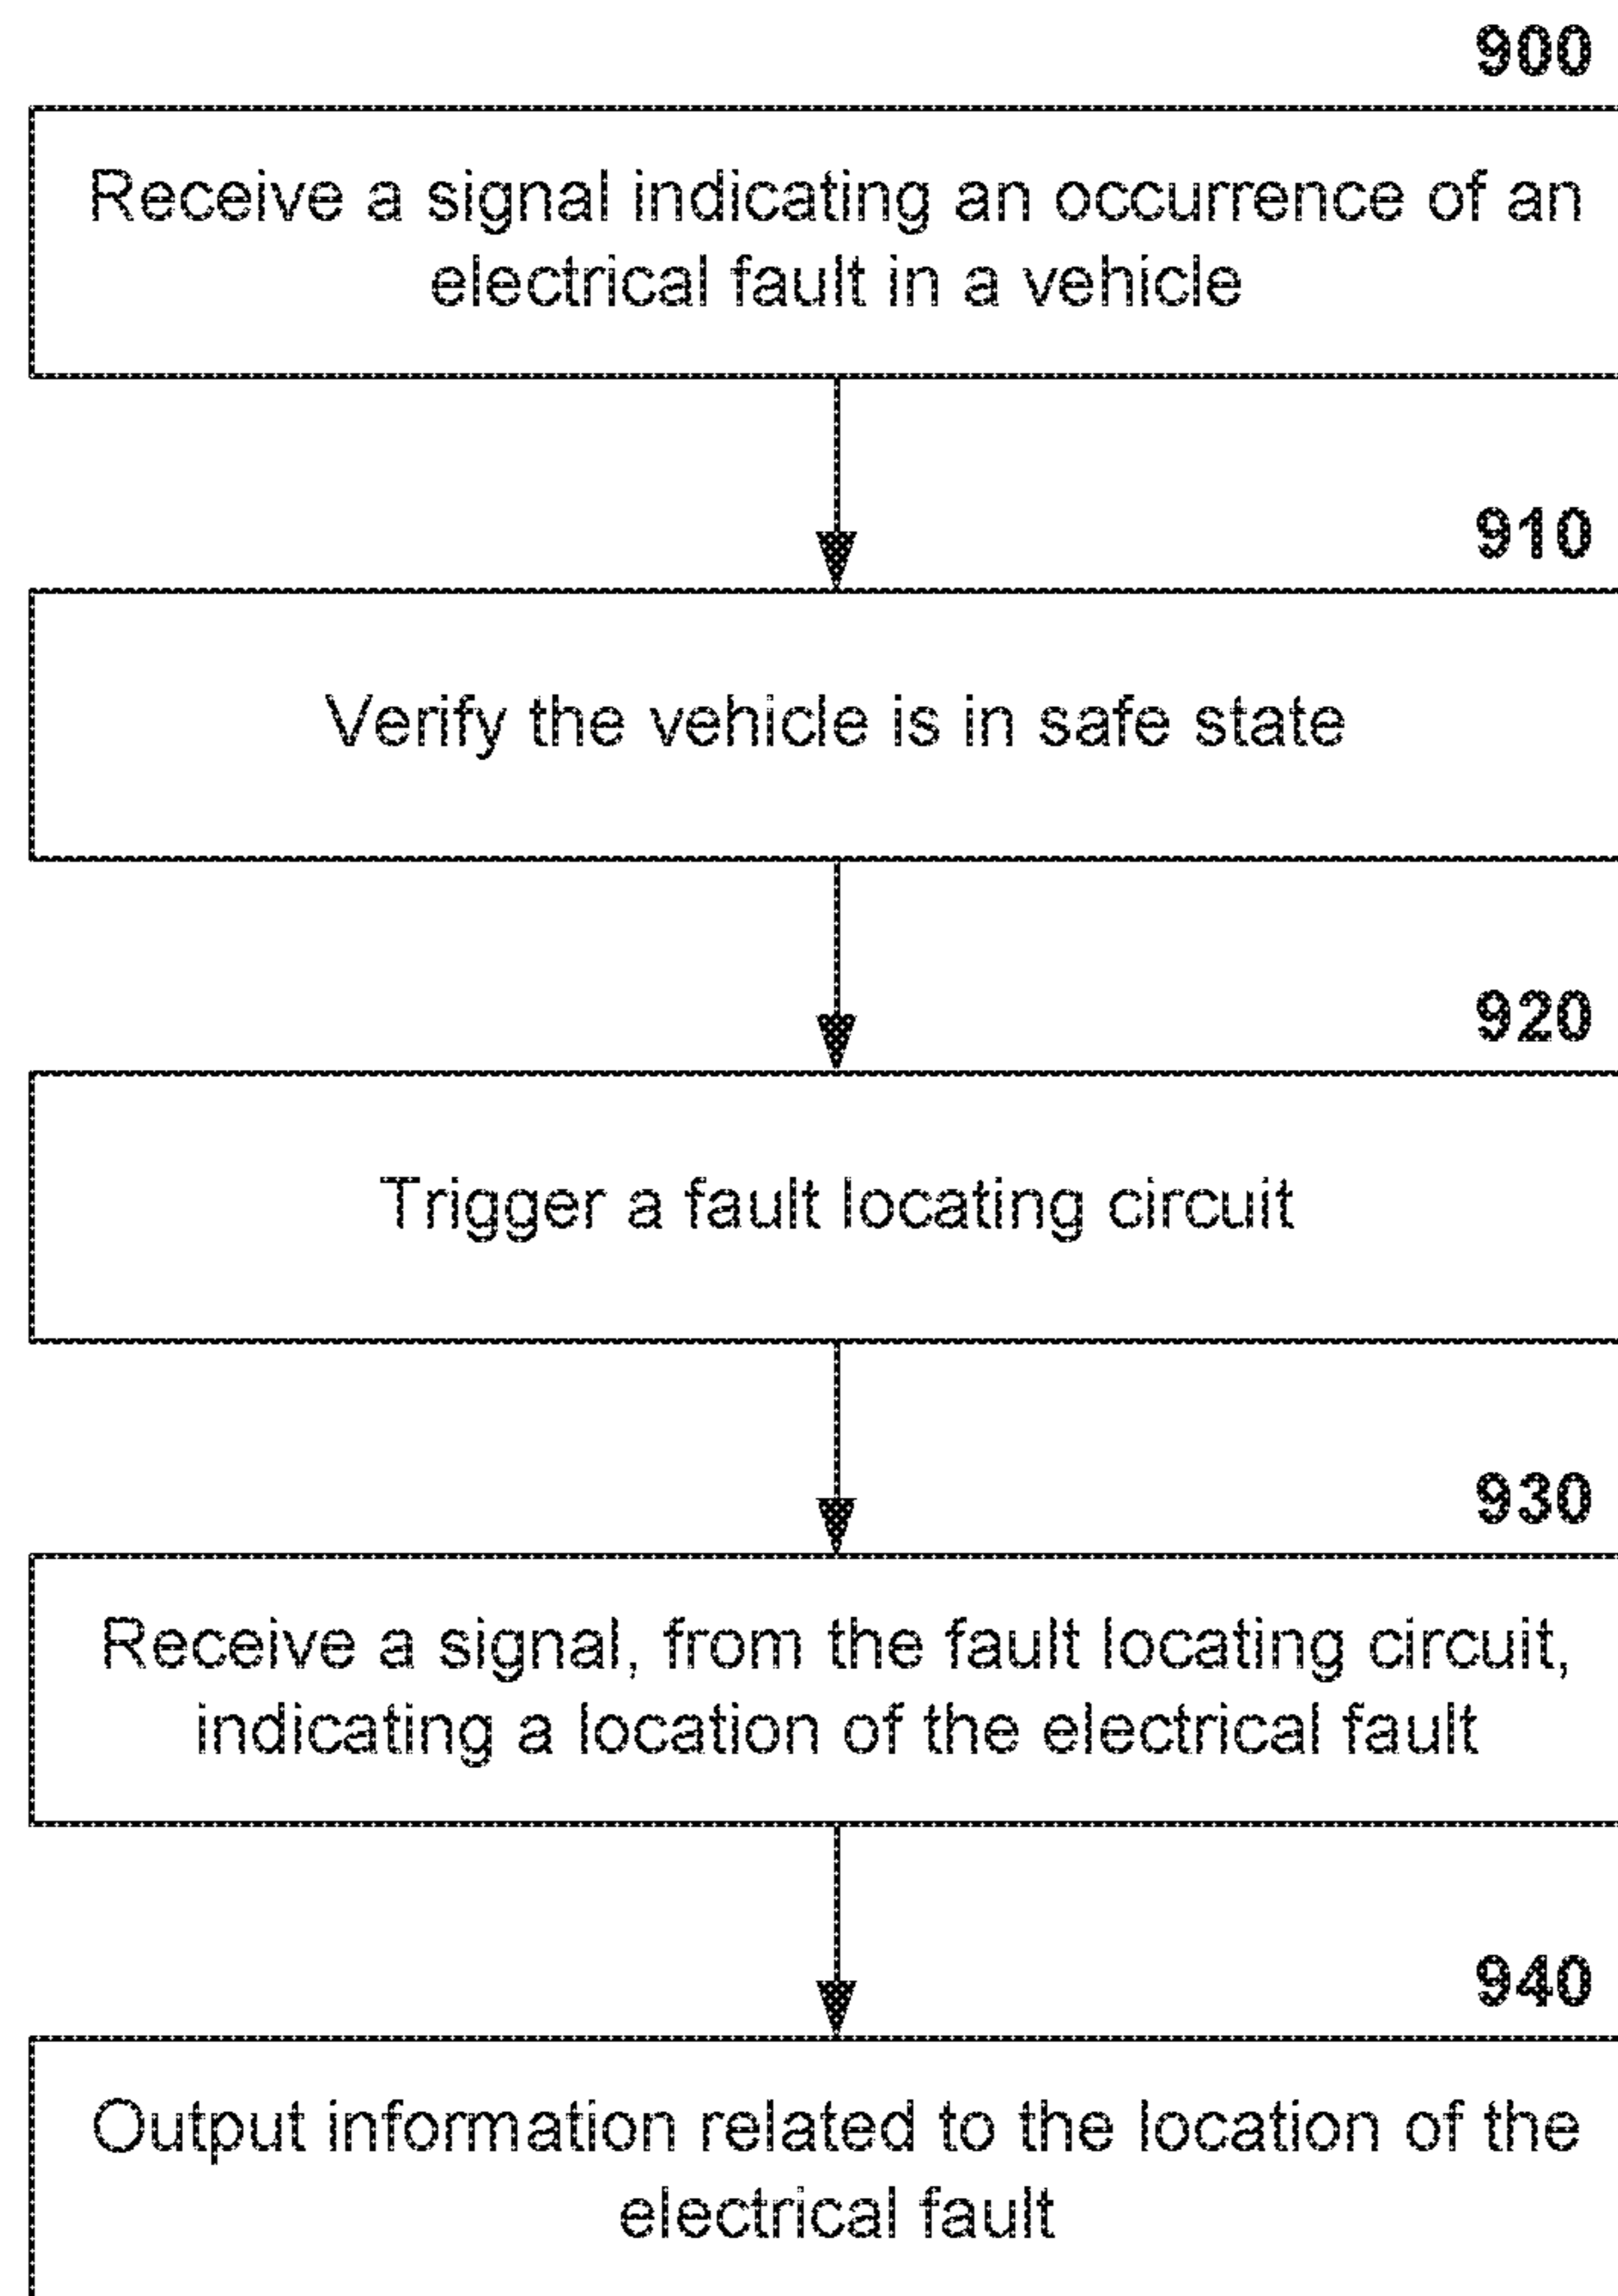 900
Receive a signal indicating an occurrence of an
electrical fault in a vehicle
910
Verify the vehicle is in safe state
920
Trigger a fault locating circuit
930
Receive a signal, from the fault locating circuit,
indicating a location of the electrical fault
940
Output information related to the location of the
electrical fault